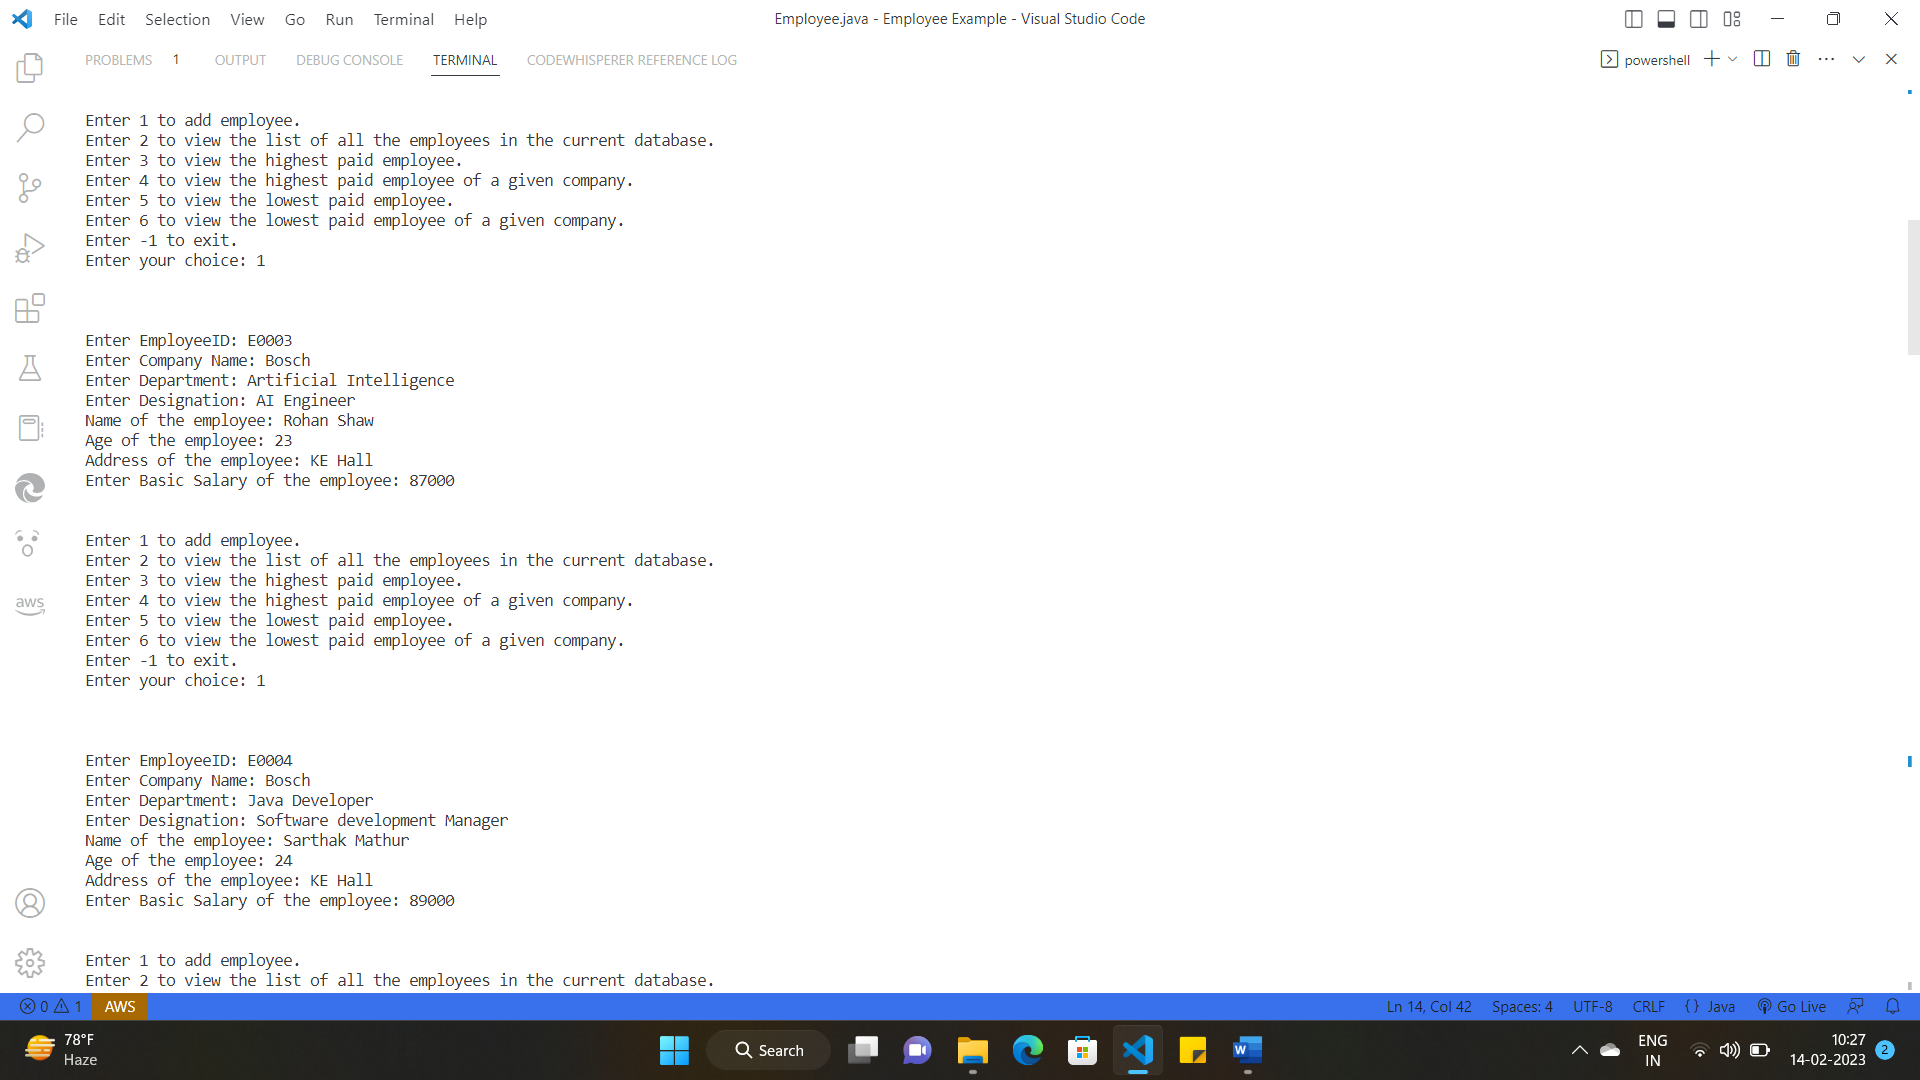 File Edit Selection View Go Run Terminal Help
Employee.java - Employee Example - Visual Studio Code
PROBLEMS 1 OUTPUT DEBUG CONSOLE TERMINAL CODEWHISPERER REFERENCE LOG
powershell
Enter 1 to add employee.
Enter 2 to view the list of all the employees in the current database.
Enter 3 to view the highest paid employee.
Enter 4 to view the highest paid employee of a given company.
Enter 5 to view the lowest paid employee.
Enter 6 to view the lowest paid employee of a given company.
Enter -1 to exit.
Enter your choice: 1
Enter EmployeeID: E0003
Enter Company Name: Bosch
Enter Department: Artificial Intelligence
Enter Designation: AI Engineer
Name of the employee: Rohan Shaw
Age of the employee: 23
Address of the employee: KE Hall
Enter Basic Salary of the employee: 87000
Enter 1 to add employee.
Enter 2 to view the list of all the employees in the current database.
Enter 3 to view the highest paid employee.
Enter 4 to view the highest paid employee of a given company.
Enter 5 to view the lowest paid employee.
Enter 6 to view the lowest paid employee of a given company.
Enter -1 to exit.
Enter your choice: 1
Enter EmployeeID: E0004
Enter Company Name: Bosch
Enter Department: Java Developer
Enter Designation: Software development Manager
Name of the employee: Sarthak Mathur
Age of the employee: 24
Address of the employee: KE Hall
Enter Basic Salary of the employee: 89000
Enter 1 to add employee.
Enter 2 to view the list of all the employees in the current database.
aws
0 1 AWS
Ln 14, Col 42 Spaces: 4 UTF-8 CRLF {} Java Go Live
78°F
Haze
Search
W
ENG
IN
10:27
14-02-2023
2